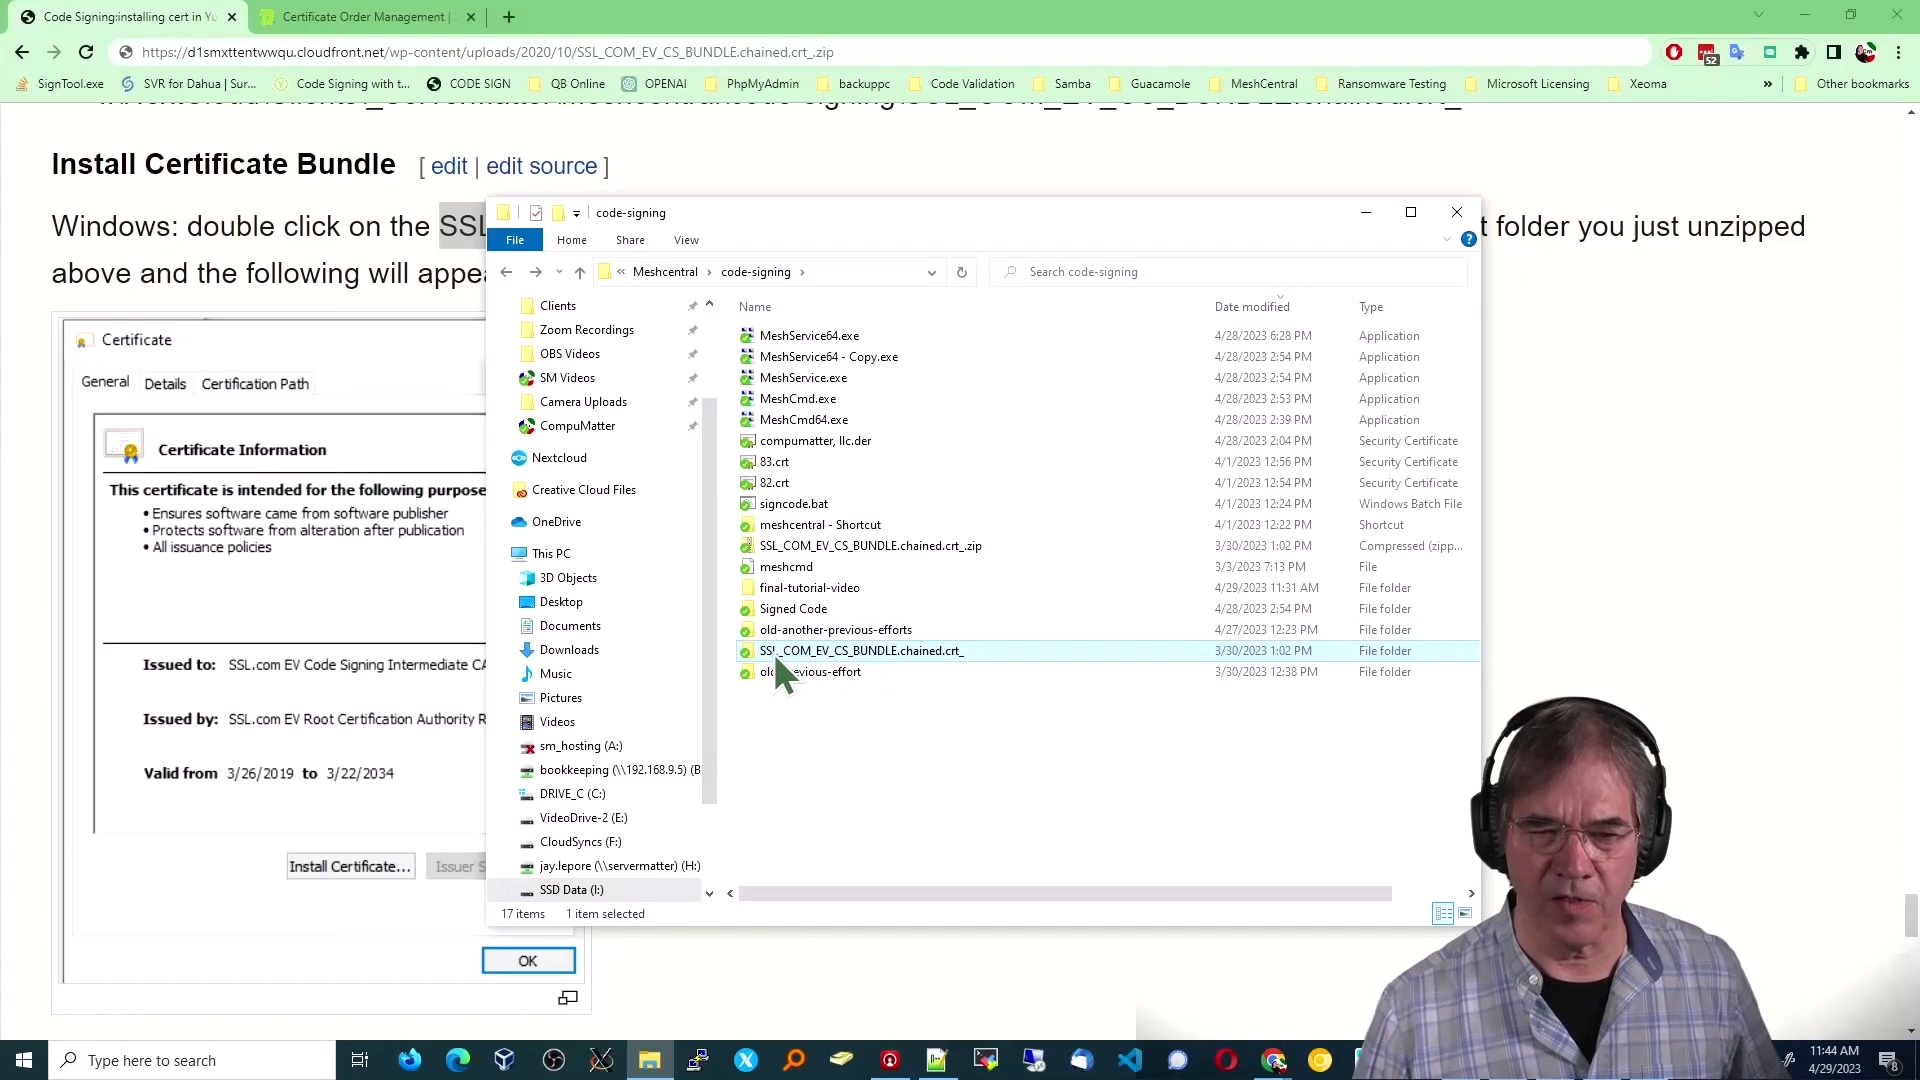 Code Signing:installing cert in Yu
Certificate Order Management |
https://d1smxttentwwqu.cloudfront.net/wp-content/uploads/2020/10/SSL_COM_EV_CS_BUNDLE.chained.crt_.zip
52
SignTool.exe
SVR for Dahua | Sur...
Code Signing with t...
CODE SIGN
QB Online
OPENAI
PhpMyAdmin
backuppc
Code Validation
Samba
Guacamole
MeshCentral
Ransomware Testing
Microsoft Licensing
Xeoma
»
Other bookmarks
Install Certificate Bundle [ edit | edit source ]
Windows: double click on the SSL
t folder you just unzipped
above and the following will appe
Certificate
General
Details
Certification Path
Certificate Information
This certificate is intended for the following purpose
• Ensures software came from software publisher
• Protects software from alteration after publication
• All issuance policies
Issued to: SSL.com EV Code Signing Intermediate CA
Issued by: SSL.com EV Root Certification Authority R
Valid from 3/26/2019 to 3/22/2034
Install Certificate...
Issuer S
OK
code-signing
File
Home
Share
View
« Meshcentral › code-signing ›
Search code-signing
Clients
Zoom Recordings
OBS Videos
SM Videos
Camera Uploads
CompuMatter
Nextcloud
Creative Cloud Files
OneDrive
This PC
3D Objects
Desktop
Documents
Downloads
Music
Pictures
Videos
sm_hosting (A:)
bookkeeping (\\192.168.9.5) (B
DRIVE_C (C:)
VideoDrive-2 (E:)
CloudSyncs (F:)
jay.lepore (\\servermatter) (H:)
SSD Data (I:)
Name Date modified Type
MeshService64.exe 4/28/2023 6:28 PM Application
MeshService64 - Copy.exe 4/28/2023 2:54 PM Application
MeshService.exe 4/28/2023 2:54 PM Application
MeshCmd.exe 4/28/2023 2:53 PM Application
MeshCmd64.exe 4/28/2023 2:39 PM Application
compumatter, llc.der 4/28/2023 2:04 PM Security Certificate
83.crt 4/1/2023 12:56 PM Security Certificate
82.crt 4/1/2023 12:54 PM Security Certificate
signcode.bat 4/1/2023 12:24 PM Windows Batch File
meshcentral - Shortcut 4/1/2023 12:22 PM Shortcut
SSL_COM_EV_CS_BUNDLE.chained.crt_.zip 3/30/2023 1:02 PM Compressed (zipp...
meshcmd 3/3/2023 7:13 PM File
final-tutorial-video 4/29/2023 11:31 AM File folder
Signed Code 4/28/2023 2:54 PM File folder
old-another-previous-efforts 4/27/2023 12:23 PM File folder
SSL_COM_EV_CS_BUNDLE.chained.crt_ 3/30/2023 1:02 PM File folder
evious-effort 3/30/2023 12:38 PM File folder
17 items 1 item selected
Type here to search
11:44 AM
4/29/2023
8